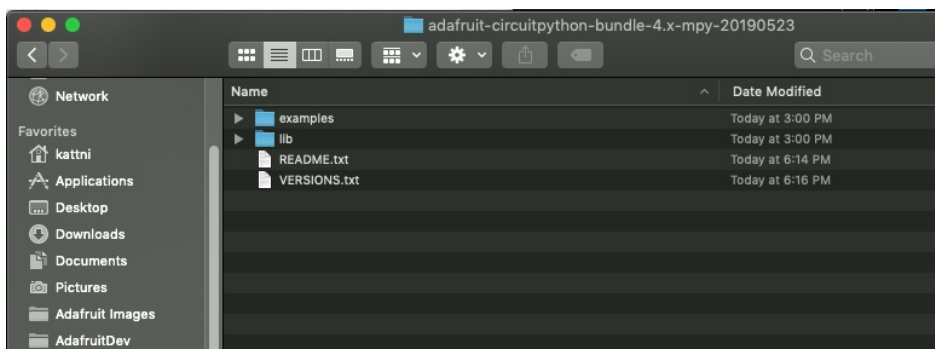 adafruit-circuitpython-bundle-4.x-mpy-20190523
Search
Network
Favorites
kattni
Applications
Desktop
Downloads
Documents
Pictures
Adafruit Images
AdafruitDev
Name Date Modified
examples Today at 3:00 PM
lib Today at 3:00 PM
README.txt Today at 6:14 PM
VERSIONS.txt Today at 6:16 PM